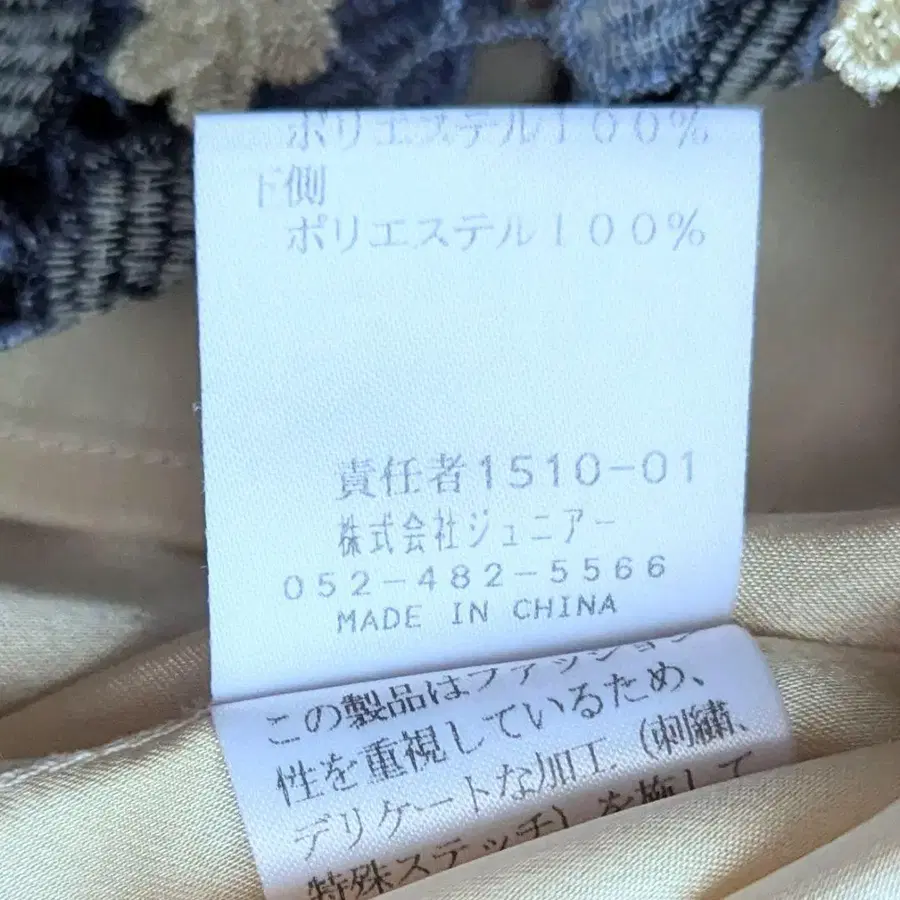 ポリエステル100%
下側
ポリエステル100%
責任者1510-01
株式会社ジュニアー
052-482-5566
MADE IN CHINA
この製品はファッション
性を重視しているため、
デリケートな加工(刺繍、
特殊ステッチ)を施して